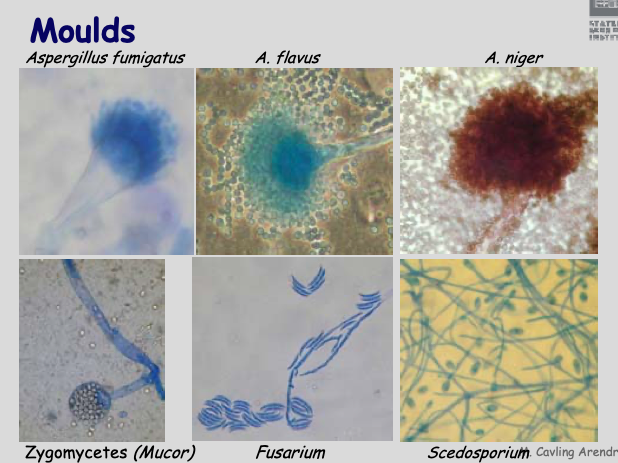 Moulds
Aspergillus fumigatus A. flavus A. niger
Zygomycetes (Mucor) Fusarium Scedosporium Cavling Arendr